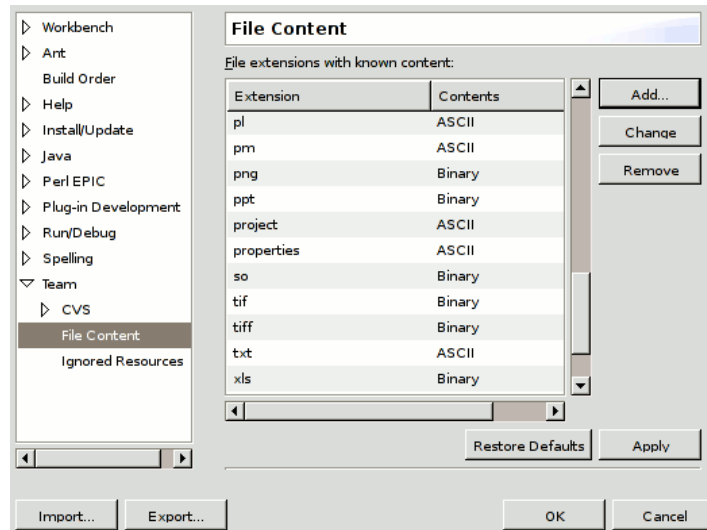 Workbench
Ant
Build Order
Help
Install/Update
Java
Perl EPIC
Plug-in Development
Run/Debug
Spelling
Team
CVS
File Content
Ignored Resources
File Content
File extensions with known content:
Extension Contents
pl ASCII
pm ASCII
png Binary
ppt Binary
project ASCII
properties ASCII
so Binary
tif Binary
tiff Binary
txt ASCII
xls Binary
Add...
Change
Remove
Restore Defaults Apply
Import... Export... OK Cancel